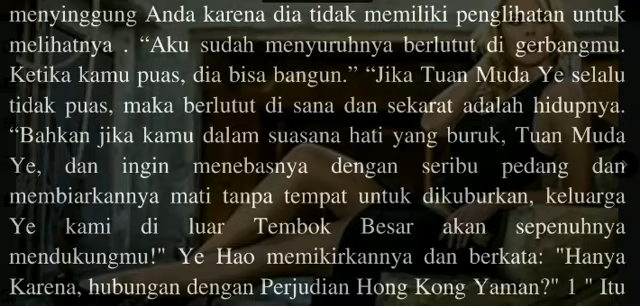 menyinggung Anda karena dia tidak memiliki penglihatan untuk
melihatnya . “Aku sudah menyuruhnya berlutut di gerbangmu.
Ketika kamu puas, dia bisa bangun.” “Jika Tuan Muda Ye selalu
tidak puas, maka berlutut di sana dan sekarat adalah hidupnya.
“Bahkan jika kamu dalam suasana hati yang buruk, Tuan Muda
Ye, dan ingin menebasnya dengan seribu pedang dan
membiarkannya mati tanpa tempat untuk dikuburkan, keluarga
Ye kami di luar Tembok Besar akan sepenuhnya
mendukungmu!" Ye Hao memikirkannya dan berkata: "Hanya
Karena, hubungan dengan Perjudian Hong Kong Yaman?" 1 " Itu